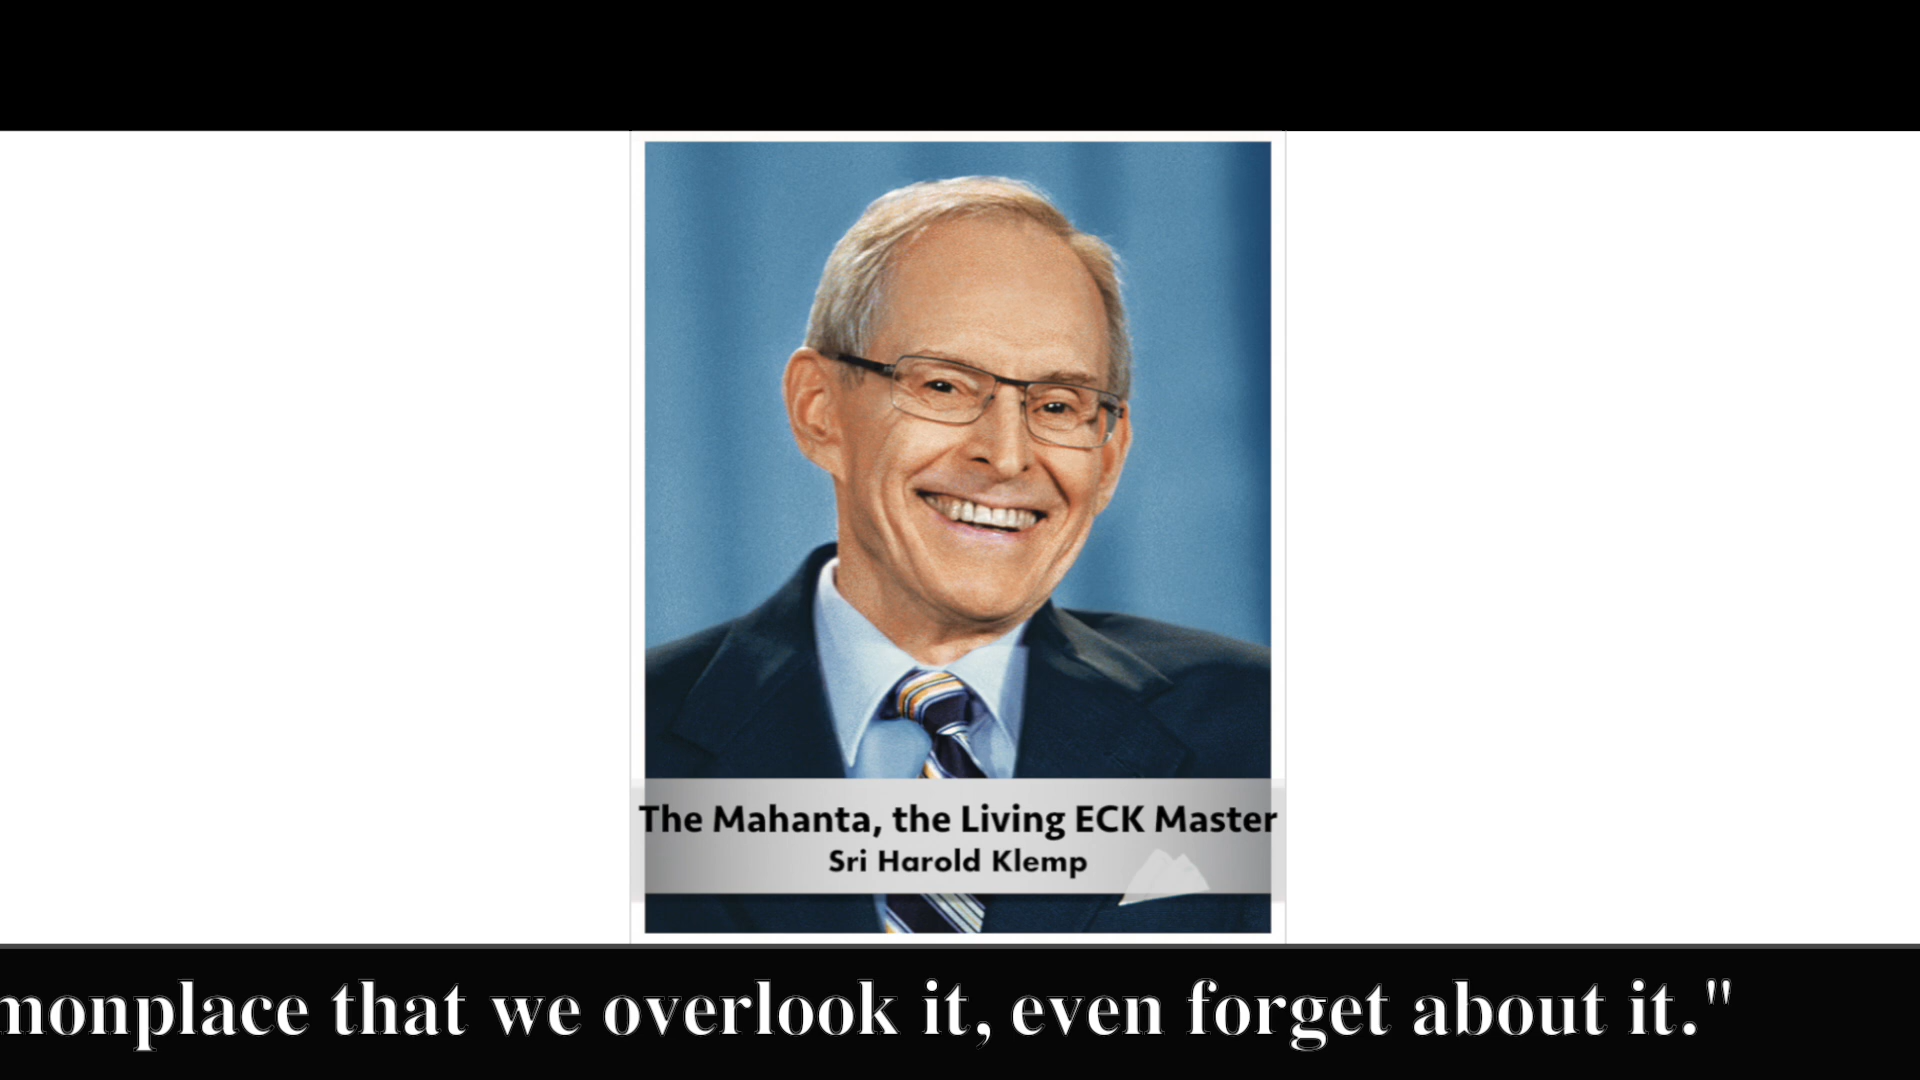 The Mahanta, the Living ECK Master
Sri Harold Klemp
monplace that we overlook it, even forget about it."